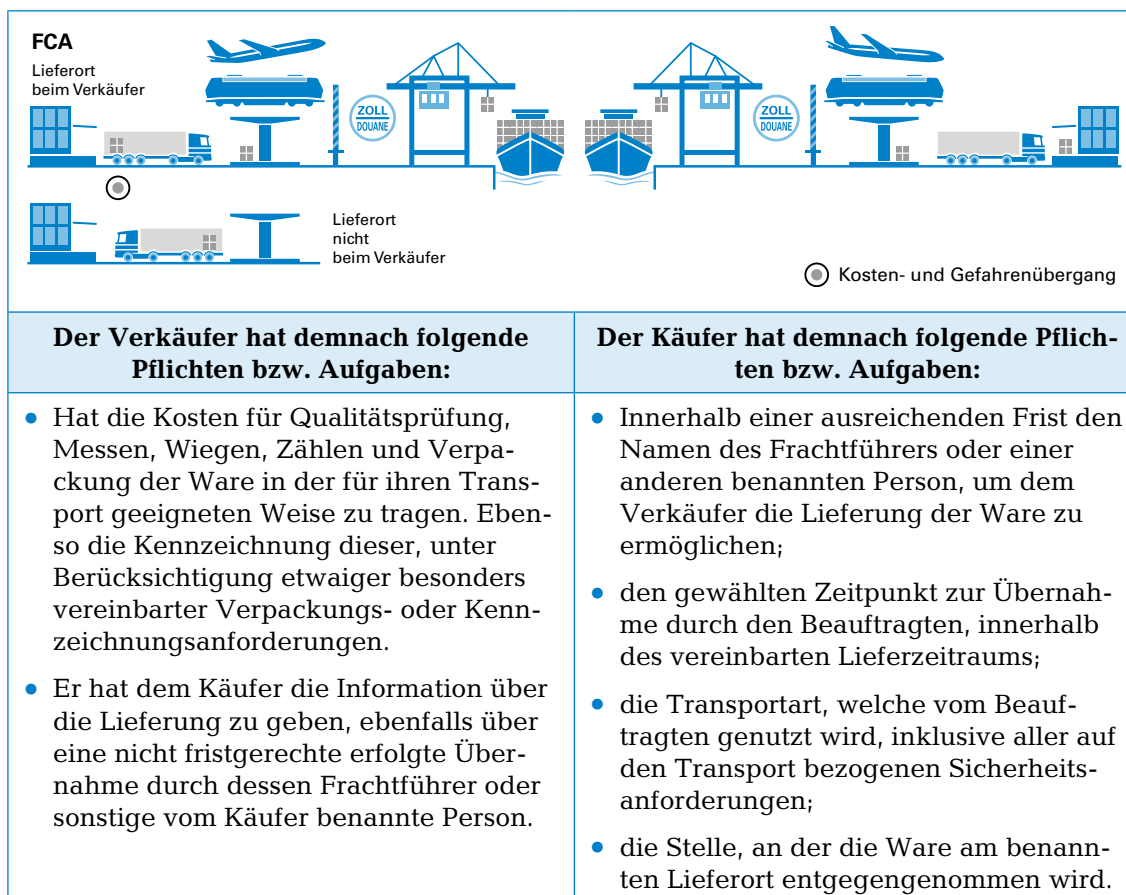 FCA
Lieferort
beim Verkäufer
ZOLL
DOUANE
ZOLL
DOUANE
Lieferort
nicht
beim Verkäufer
Kosten- und Gefahrenübergang
Der Verkäufer hat demnach folgende
Pflichten bzw. Aufgaben:
Hat die Kosten für Qualitätsprüfung,
Messen, Wiegen, Zählen und Verpa-
ckung der Ware in der für ihren Trans-
port geeigneten Weise zu tragen. Eben-
so die Kennzeichnung dieser, unter
Berücksichtigung etwaiger besonders
vereinbarter Verpackungs- oder Kenn-
zeichnungsanforderungen.
Er hat dem Käufer die Information über
die Lieferung zu geben, ebenfalls über
eine nicht fristgerechte erfolgte Über-
nahme durch dessen Frachtführer oder
sonstige vom Käufer benannte Person.
Der Käufer hat demnach folgende Pflich-
ten bzw. Aufgaben:
Innerhalb einer ausreichenden Frist den
Namen des Frachtführers oder einer
anderen benannten Person, um dem
Verkäufer die Lieferung der Ware zu
ermöglichen;
den gewählten Zeitpunkt zur Übernah-
me durch den Beauftragten, innerhalb
des vereinbarten Lieferzeitraums;
die Transportart, welche vom Beauf-
tragten genutzt wird, inklusive aller auf
den Transport bezogenen Sicherheits-
anforderungen;
die Stelle, an der die Ware am benann-
ten Lieferort entgegengenommen wird.